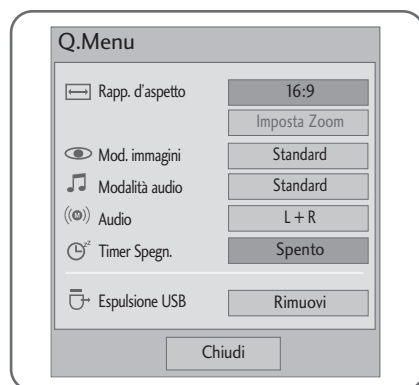 Q.Menu
Rapp. d'aspetto 16:9
Imposta Zoom
Mod. immagini Standard
Modalità audio Standard
Audio L+R
Timer Spegn. Spento
Espulsione USB Rimuovi
Chiudi